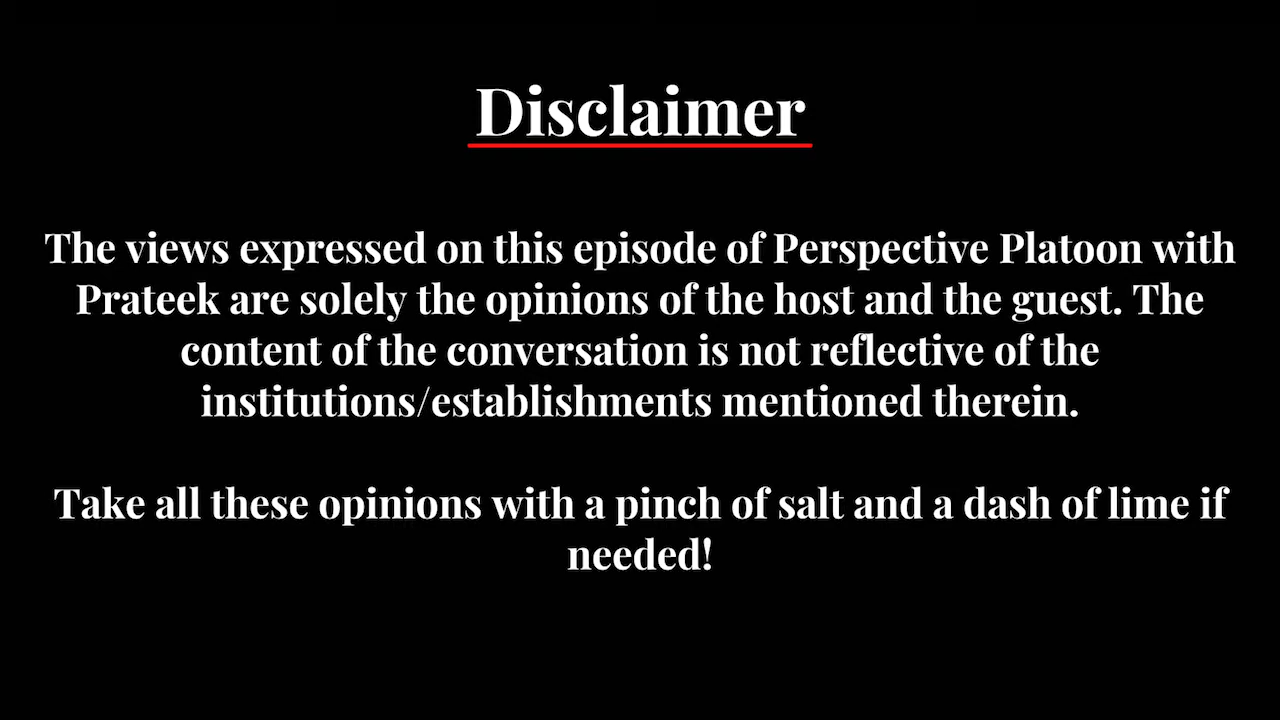 Disclaimer
The views expressed on this episode of Perspective Platoon with
Prateek are solely the opinions of the host and the guest. The
content of the conversation is not reflective of the
institutions/establishments mentioned therein.
Take all these opinions with a pinch of salt and a dash of lime if
needed!